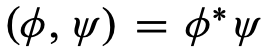 (ϕ, ψ) = ϕ*ψ